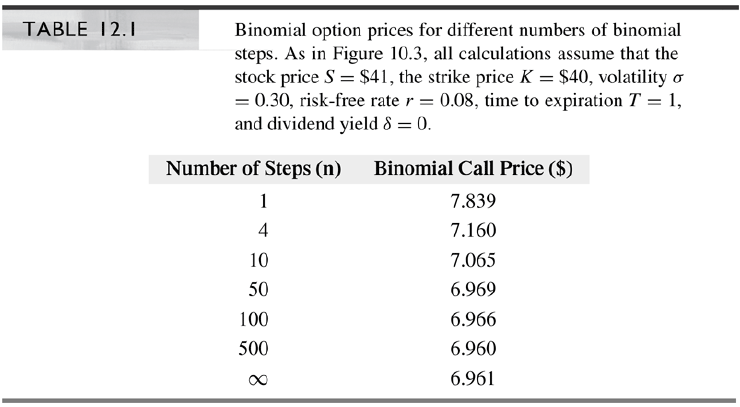 TABLE 12.1
Binomial option prices for different numbers of binomial
steps. As in Figure 10.3, all calculations assume that the
stock price S = $41, the strike price K = $40, volatility σ
= 0.30, risk-free rate r = 0.08, time to expiration T = 1,
and dividend yield δ = 0.
Number of Steps (n) Binomial Call Price ($)
1 7.839
4 7.160
10 7.065
50 6.969
100 6.966
500 6.960
∞ 6.961